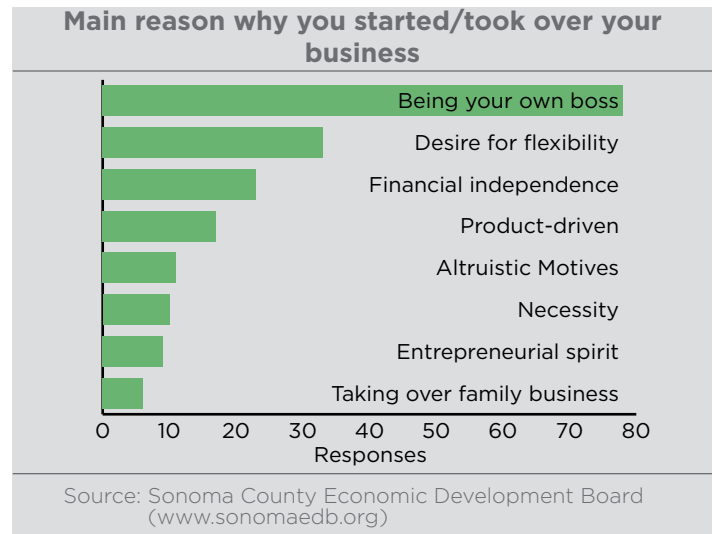 Main reason why you started/took over your
business
Being your own boss
Desire for flexibility
Financial independence
Product-driven
Altruistic Motives
Necessity
Entrepreneurial spirit
Taking over family business
0 10 20 30 40 50 60 70 80
Responses
Source: Sonoma County Economic Development Board
(www.sonomaedb.org)